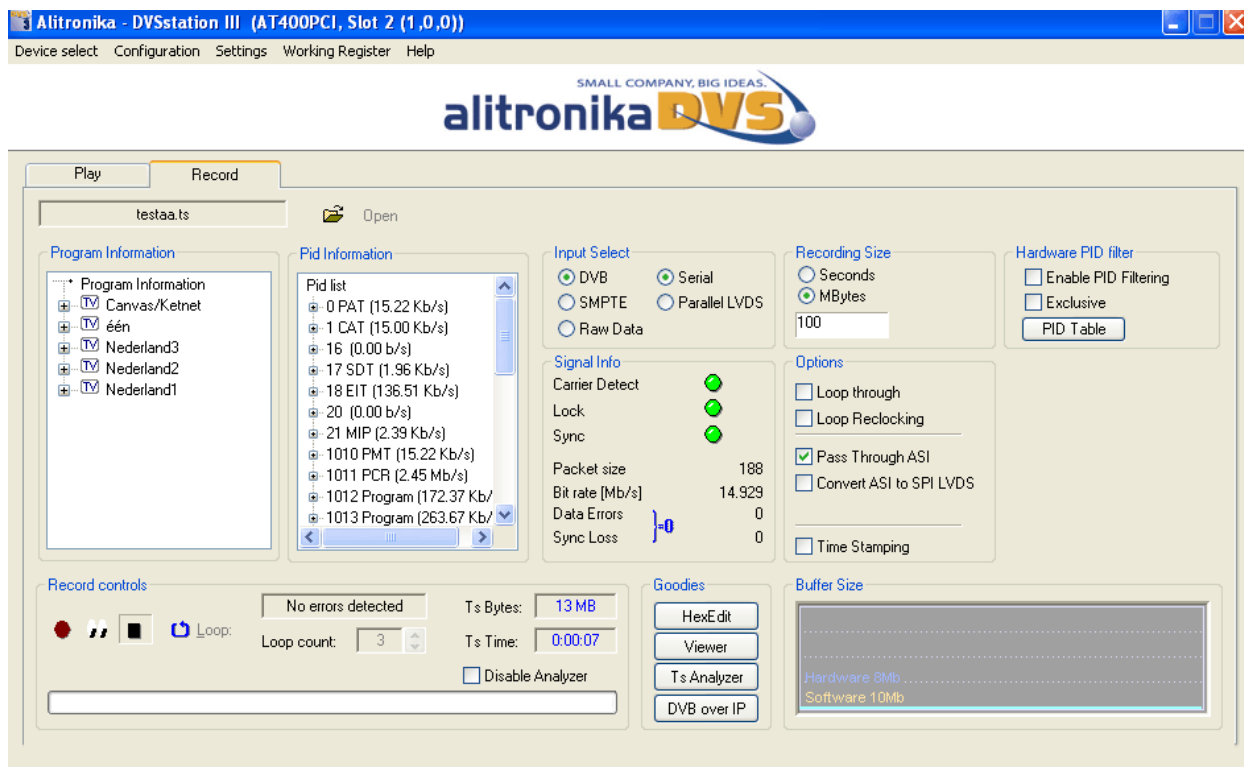 Alitronika - DVSstation III (AT400PCI, Slot 2 (1,0,0))
Device select Configuration Settings Working Register Help
SMALL COMPANY, BIG IDEAS.
alitronika DVS
Play Record
testaa.ts Open
Program Information
Program Information
TV Canvas/Ketnet
TV één
TV Nederland3
TV Nederland2
TV Nederland1
Pid Information
Pid list
0 PAT (15.22 Kb/s)
1 CAT (15.00 Kb/s)
16 (0.00 b/s)
17 SDT (1.96 Kb/s)
18 EIT (136.51 Kb/s)
20 (0.00 b/s)
21 MIP (2.39 Kb/s)
1010 PMT (15.22 Kb/s)
1011 PCR (2.45 Mb/s)
1012 Program (172.37 Kb/
1013 Program (263.67 Kb/
Input Select
DVB Serial
SMPTE Parallel LVDS
Raw Data
Signal Info
Carrier Detect
Lock
Sync
Packet size 188
Bit rate [Mb/s] 14.929
Data Errors 0
=0
Sync Loss 0
Recording Size
Seconds
MBytes
100
Options
Loop through
Loop Reclocking
Pass Through ASI
Convert ASI to SPI LVDS
Time Stamping
Hardware PID filter
Enable PID Filtering
Exclusive
PID Table
Record controls
Loop:
No errors detected
Loop count: 3
Ts Bytes: 13 MB
Ts Time: 0:00:07
Disable Analyzer
Goodies
HexEdit
Viewer
Ts Analyzer
DVB over IP
Buffer Size
Hardware 8Mb
Software 10Mb